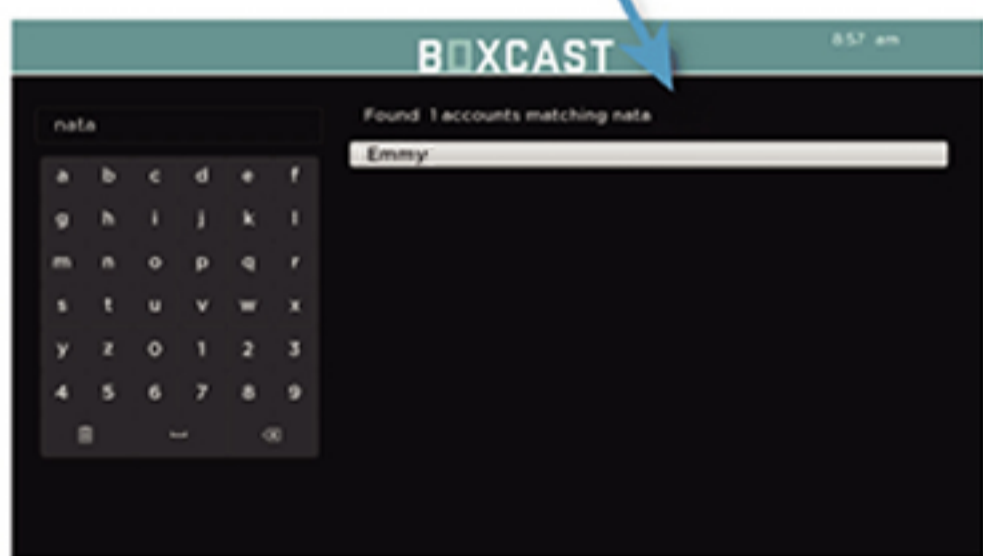 BOXCAST
8:57 am
nata
Found 1 accounts matching nata
Emmy
a b c d e f
g h i j k l
m n o p q r
s t u v w x
y z 0 1 2 3
4 5 6 7 8 9